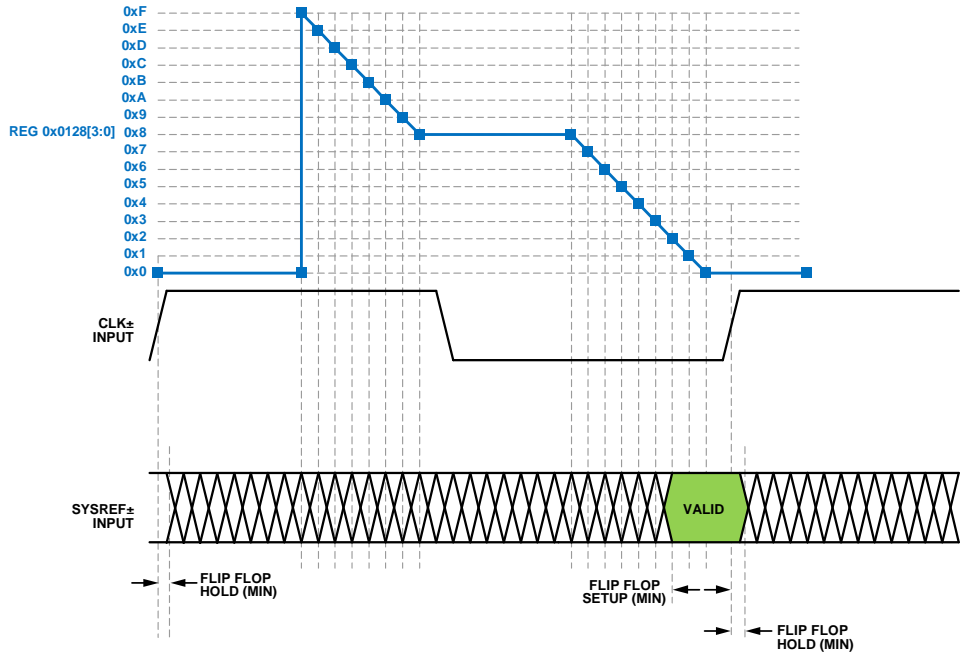 0xF
0xE
0xD
0xC
0xB
0xA
0x9
REG 0x0128[3:0] 0x8
0x7
0x6
0x5
0x4
0x3
0x2
0x1
0x0
CLK±
INPUT
SYSREF±
INPUT
VALID
FLIP FLOP
HOLD (MIN)
FLIP FLOP
SETUP (MIN)
FLIP FLOP
HOLD (MIN)